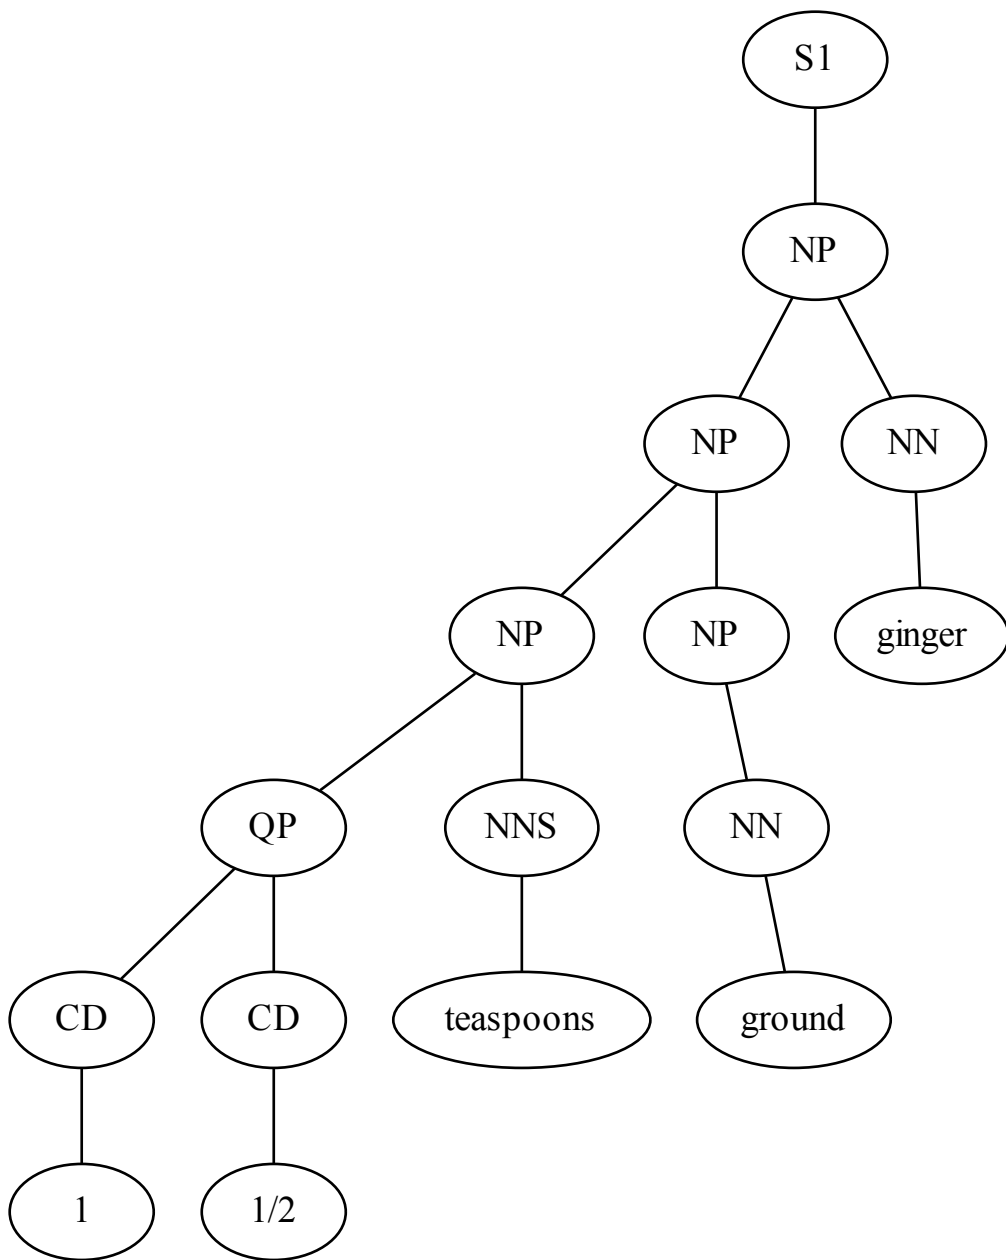 S1
NP
NP NN
NP NP ginger
QP NNS NN
CD CD teaspoons ground
1 1/2